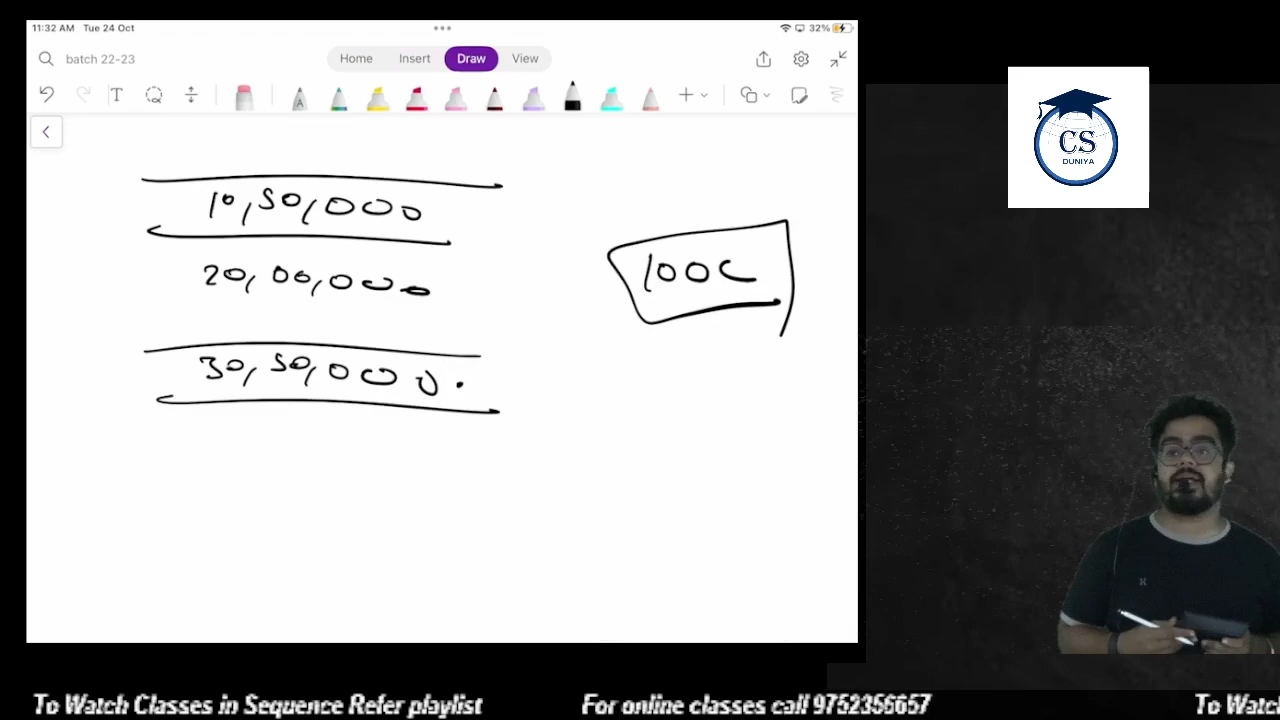 11:32 AM Tue 24 Oct
32%
batch 22-23
Home Insert Draw View
T
A
10,50,000
20,00,000
100C
30,50,000.
CS
DUNIYA
To Watch Classes in Sequence Refer playlist For online classes call 9752356657 To Watc